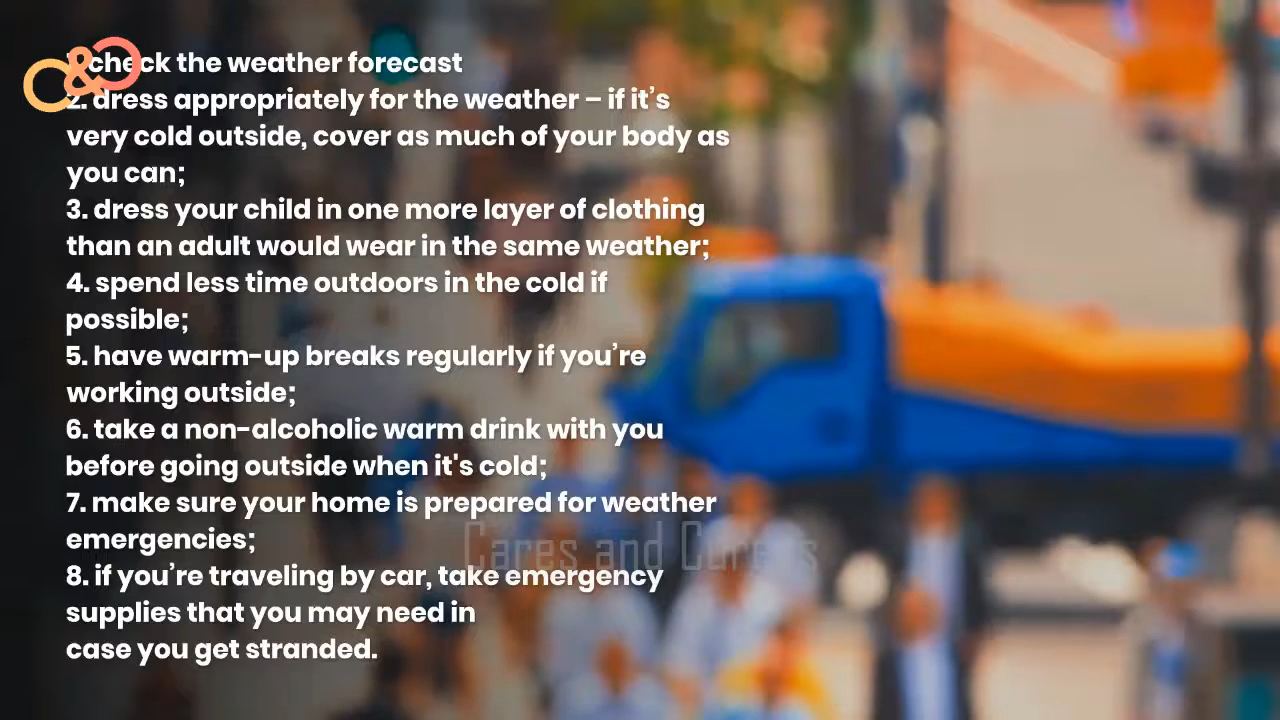 check the weather forecast
2. dress appropriately for the weather – if it’s
very cold outside, cover as much of your body as
you can;
3. dress your child in one more layer of clothing
than an adult would wear in the same weather;
4. spend less time outdoors in the cold if
possible;
5. have warm-up breaks regularly if you’re
working outside;
6. take a non-alcoholic warm drink with you
before going outside when it's cold;
7. make sure your home is prepared for weather
emergencies;
8. if you’re traveling by car, take emergency
supplies that you may need in
case you get stranded.
C&C
Cares and